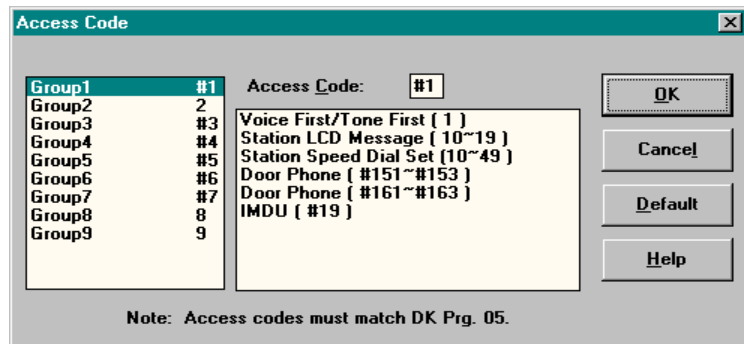 Access Code
Group1 #1
Group2 2
Group3 #3
Group4 #4
Group5 #5
Group6 #6
Group7 #7
Group8 8
Group9 9
Access Code: #1
Voice First/Tone First ( 1 )
Station LCD Message ( 10~19 )
Station Speed Dial Set (10~49 )
Door Phone ( #151~#153 )
Door Phone ( #161~#163 )
IMDU ( #19 )
OK
Cancel
Default
Help
Note: Access codes must match DK Prg. 05.